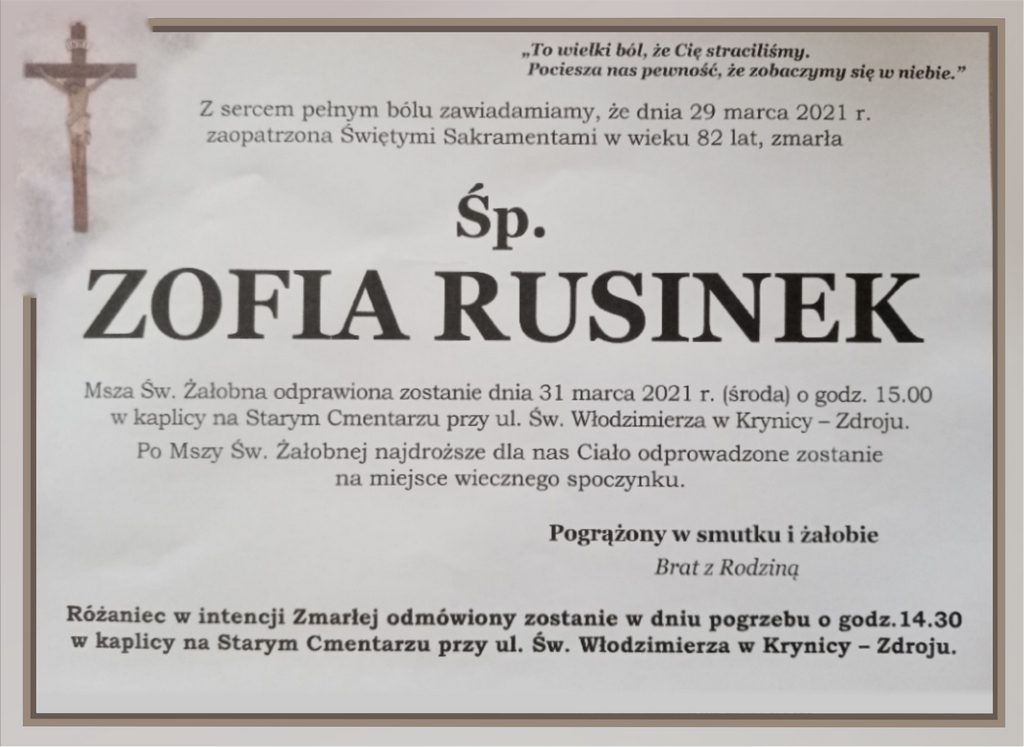 „To wielki ból, że Cię straciliśmy.
Pociesza nas pewność, że zobaczymy się w niebie.”
Z sercem pełnym bólu zawiadamiamy, że dnia 29 marca 2021 r.
zaopatrzona Świętymi Sakramentami w wieku 82 lat, zmarła
Śp.
ZOFIA RUSINEK
Msza Św. Żałobna odprawiona zostanie dnia 31 marca 2021 r. (środa) o godz. 15.00
w kaplicy na Starym Cmentarzu przy ul. Św. Włodzimierza w Krynicy – Zdroju.
Po Mszy Św. Żałobnej najdroższe dla nas Ciało odprowadzone zostanie
na miejsce wiecznego spoczynku.
Pogrążony w smutku i żałobie
Brat z Rodziną
Różaniec w intencji Zmarłej odmówiony zostanie w dniu pogrzebu o godz.14.30
w kaplicy na Starym Cmentarzu przy ul. Św. Włodzimierza w Krynicy – Zdroju.